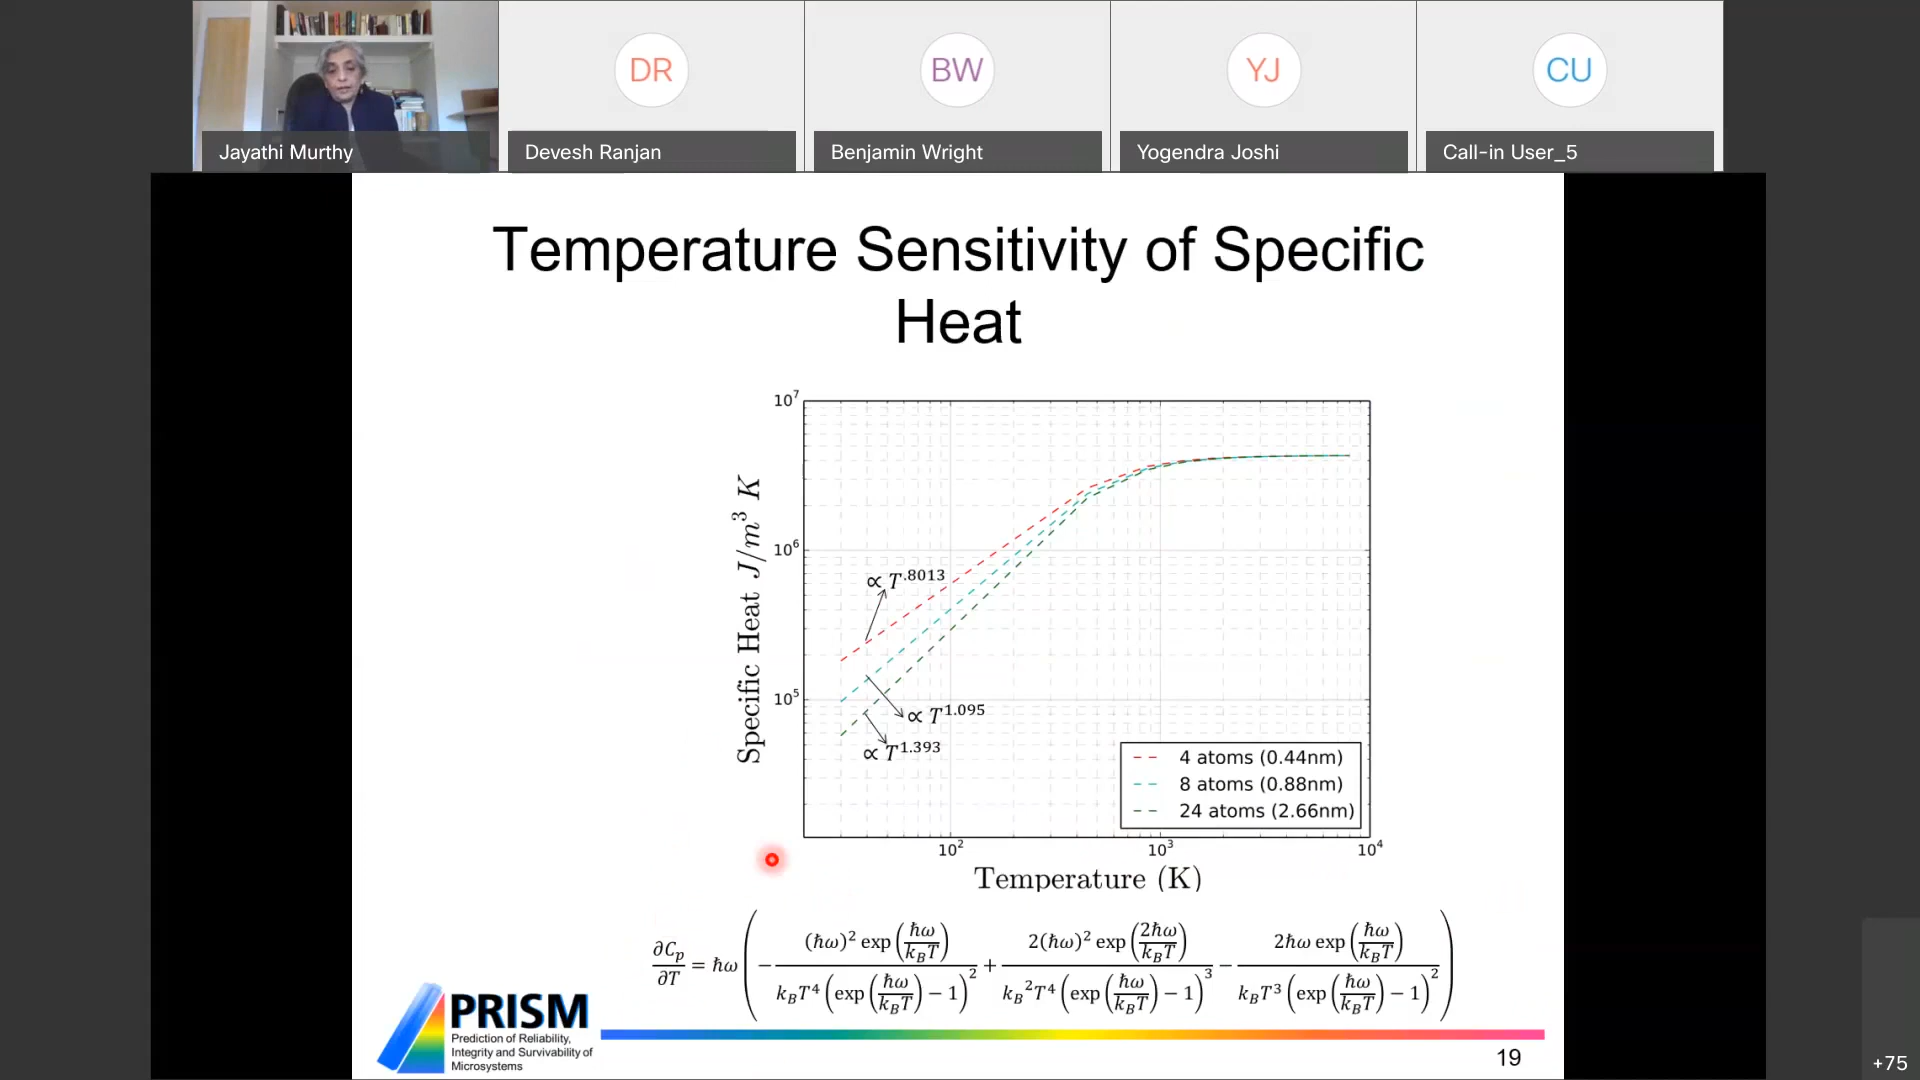 DR
BW
YJ
CU
Jayathi Murthy
Devesh Ranjan
Benjamin Wright
Yogendra Joshi
Call-in User_5
Temperature Sensitivity of Specific
Heat
10^7
10^6
10^5
Specific Heat J/m^3 K
∝ T^.8013
∝ T^1.095
∝ T^1.393
4 atoms (0.44nm)
8 atoms (0.88nm)
24 atoms (2.66nm)
10^2 10^3 10^4
Temperature (K)
∂C_p/∂T = ħω ( − (ħω)^2 exp(ħω/k_BT) / k_BT^4 (exp(ħω/k_BT) − 1)^2 + 2(ħω)^2 exp(2ħω/k_BT) / k_B^2T^4 (exp(ħω/k_BT) − 1)^3 − 2ħω exp(ħω/k_BT) / k_BT^3 (exp(ħω/k_BT) − 1)^2 )
PRISM
Prediction of Reliability,
Integrity and Survivability of
Microsystems
19
+75